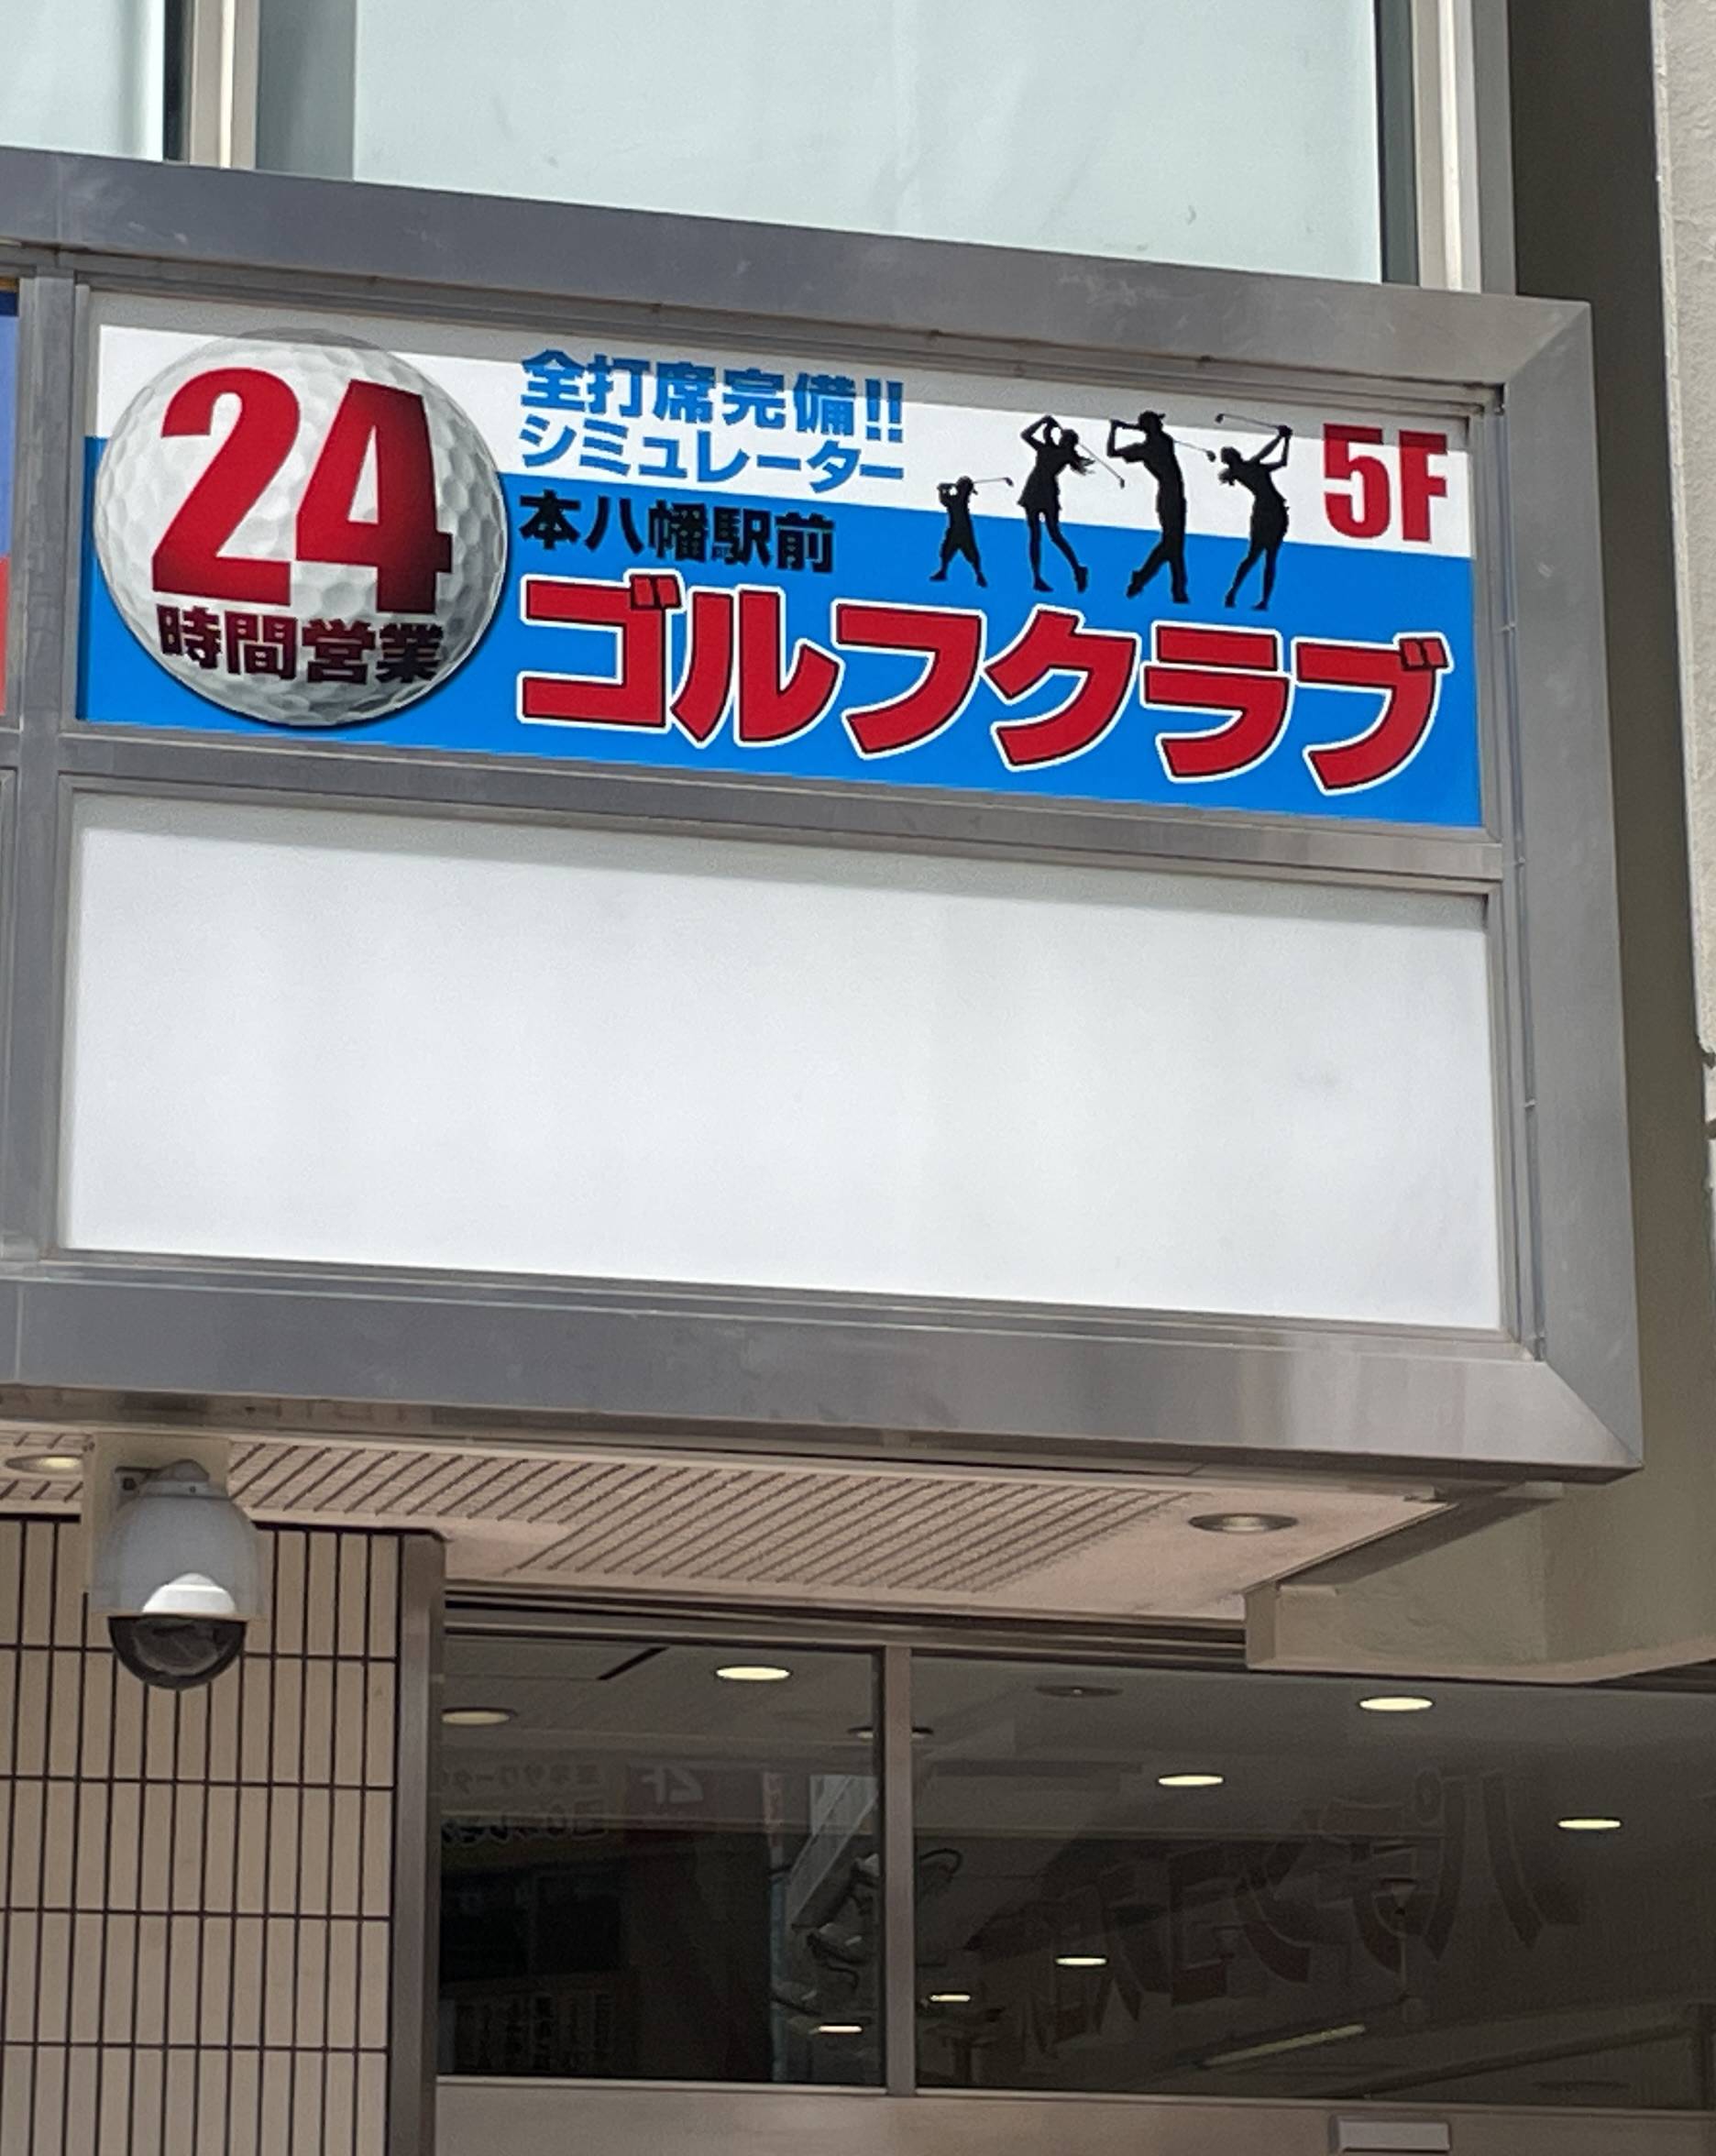 24
時間営業
全打席完備!!
シミュレーター
本八幡駅前
ゴルフクラブ
5F